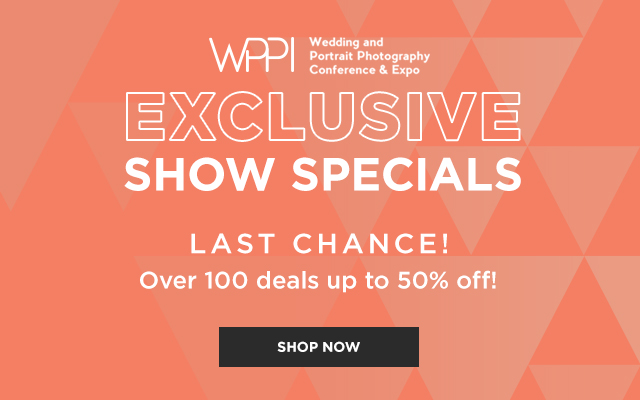 WPPI
Wedding and
Portrait Photography
Conference & Expo
EXCLUSIVE
SHOW SPECIALS
LAST CHANCE!
Over 100 deals up to 50% off!
SHOP NOW